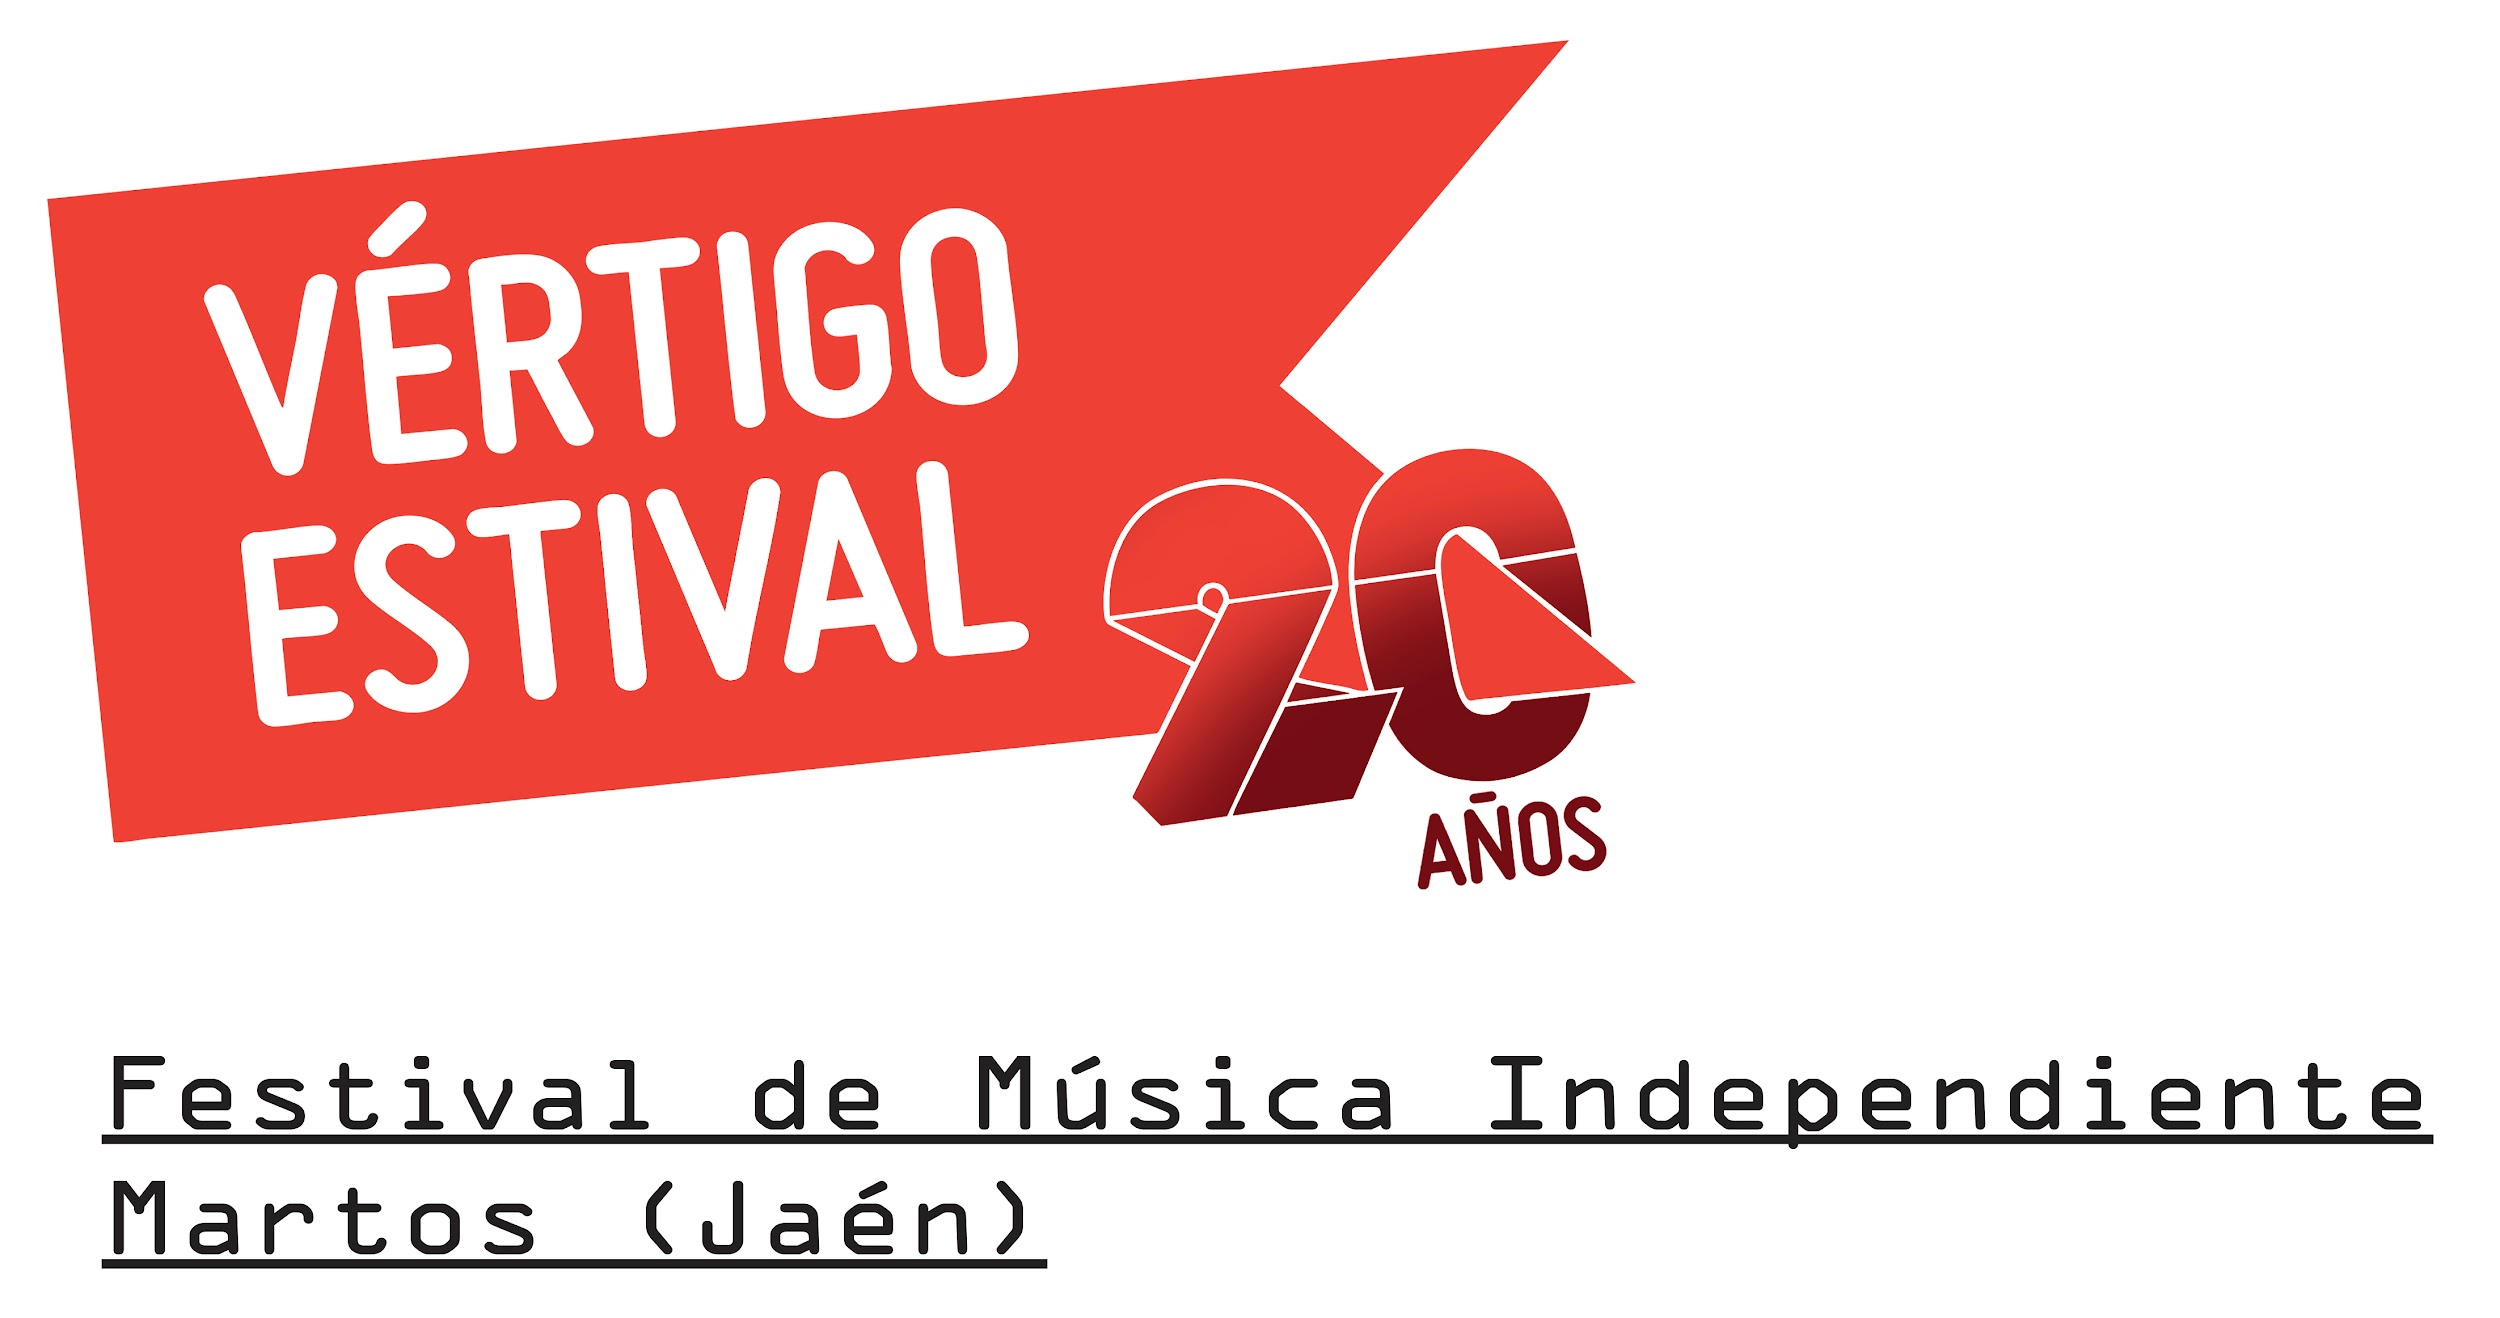 VÉRTIGO
ESTIVAL
20
AÑOS
Festival de Música Independiente
Martos (Jaén)